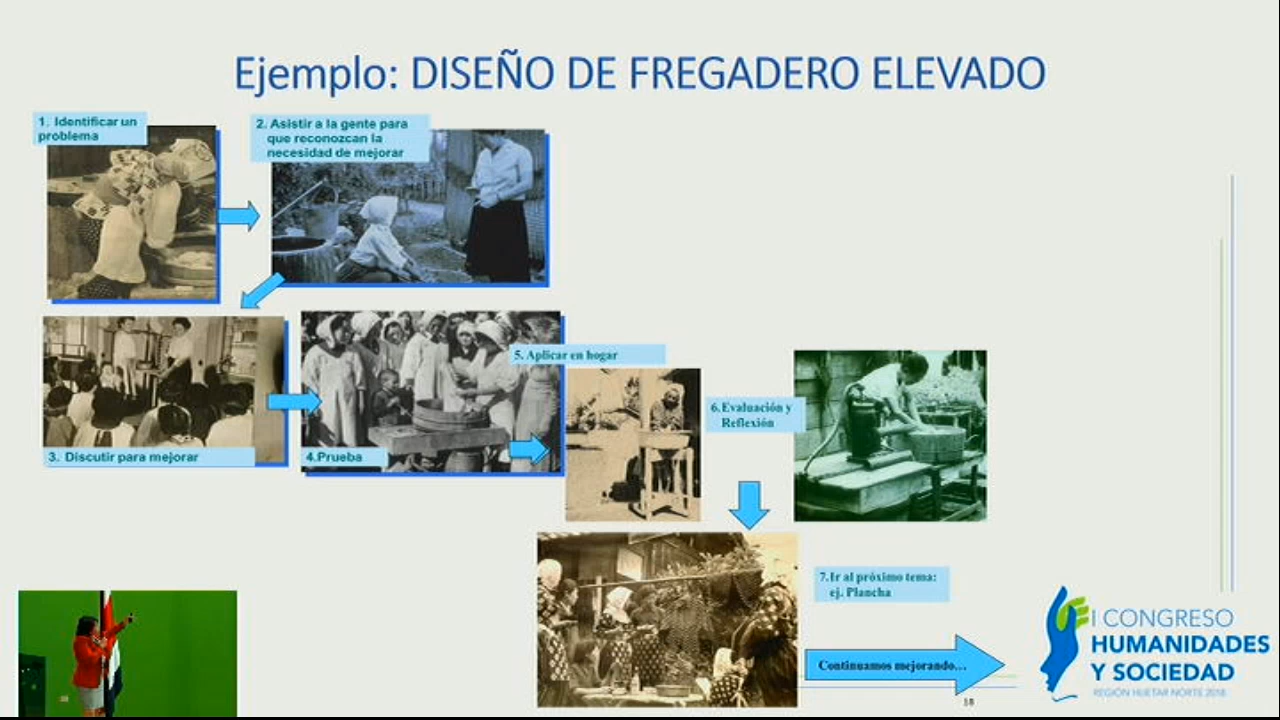 Ejemplo: DISEÑO DE FREGADERO ELEVADO
1. Identificar un
problema
2. Asistir a la gente para
que reconozcan la
necesidad de mejorar
3. Discutir para mejorar
4.Prueba
5. Aplicar en hogar
6.Evaluación y
Reflexión
7.Ir al próximo tema:
ej. Plancha
Continuamos mejorando...
I CONGRESO
HUMANIDADES
Y SOCIEDAD
REGIÓN HUETAR NORTE 2018
18